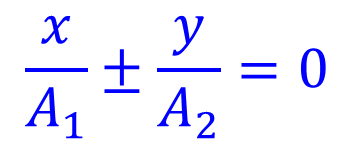 x/A₁ ± y/A₂ = 0